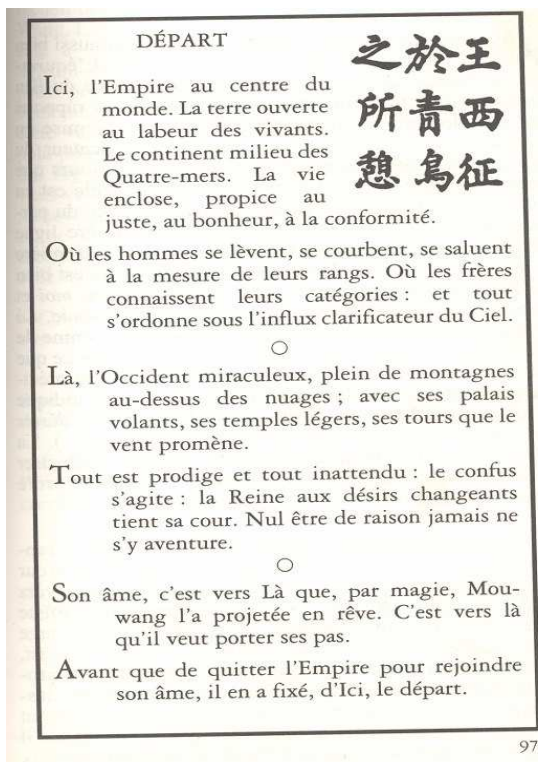 DÉPART
王西征
於青鳥
之所憩
Ici, l'Empire au centre du
monde. La terre ouverte
au labeur des vivants.
Le continent milieu des
Quatre-mers. La vie
enclose, propice au
juste, au bonheur, à la conformité.
Où les hommes se lèvent, se courbent, se saluent
à la mesure de leurs rangs. Où les frères
connaissent leurs catégories : et tout
s'ordonne sous l'influx clarificateur du Ciel.
Là, l'Occident miraculeux, plein de montagnes
au-dessus des nuages ; avec ses palais
volants, ses temples légers, ses tours que le
vent promène.
Tout est prodige et tout inattendu : le confus
s'agite : la Reine aux désirs changeants
tient sa cour. Nul être de raison jamais ne
s'y aventure.
Son âme, c'est vers Là que, par magie, Mou-
wang l'a projetée en rêve. C'est vers là
qu'il veut porter ses pas.
Avant que de quitter l'Empire pour rejoindre
son âme, il en a fixé, d'Ici, le départ.
97